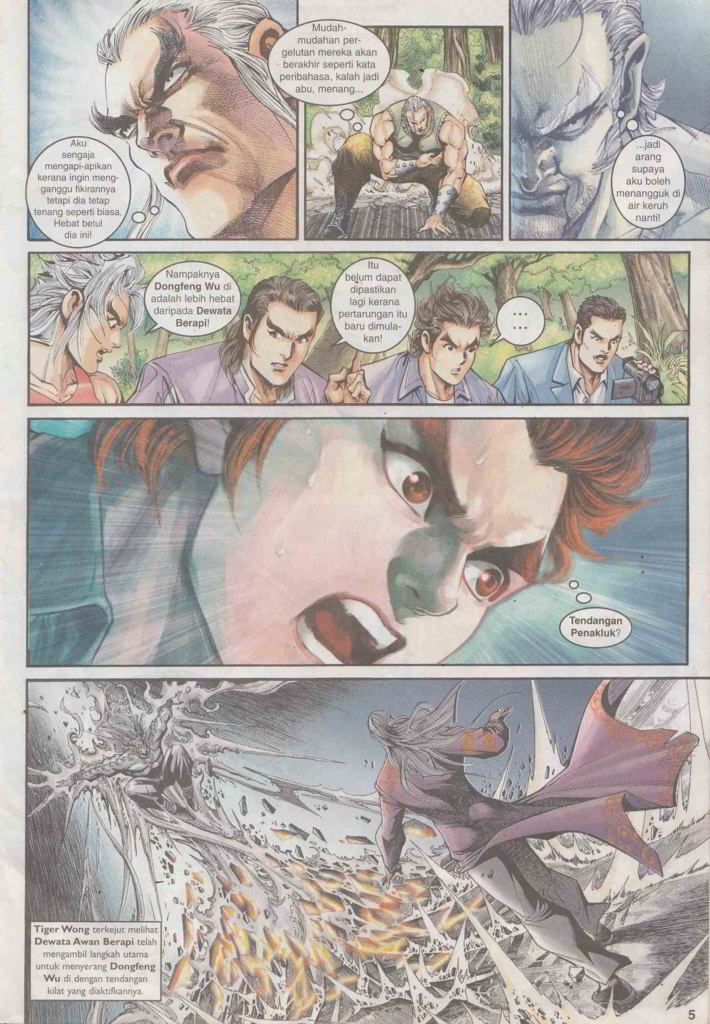 Aku
sengaja
mengapi-apikan
kerana ingin meng-
ganggu fikirannya
tetapi dia tetap
tenang seperti biasa.
Hebat betul
dia ini!
Mudah-
mudahan per-
gelutan mereka akan
berakhir seperti kata
peribahasa, kalah jadi
abu, menang...
...jadi
arang
supaya
aku boleh
menangguk di
air keruh
nanti!
Nampaknya
Dongfeng Wu di
adalah lebih hebat
daripada Dewata
Berapi!
Itu
belum dapat
dipastikan
lagi kerana
pertarungan itu
baru dimula-
kan!
...
...
Tendangan
Penakluk?
Tiger Wong terkejut melihat
Dewata Awan Berapi telah
mengambil langkah utama
untuk menyerang Dongfeng
Wu di dengan tendangan
kilat yang diaktifkannya.
5